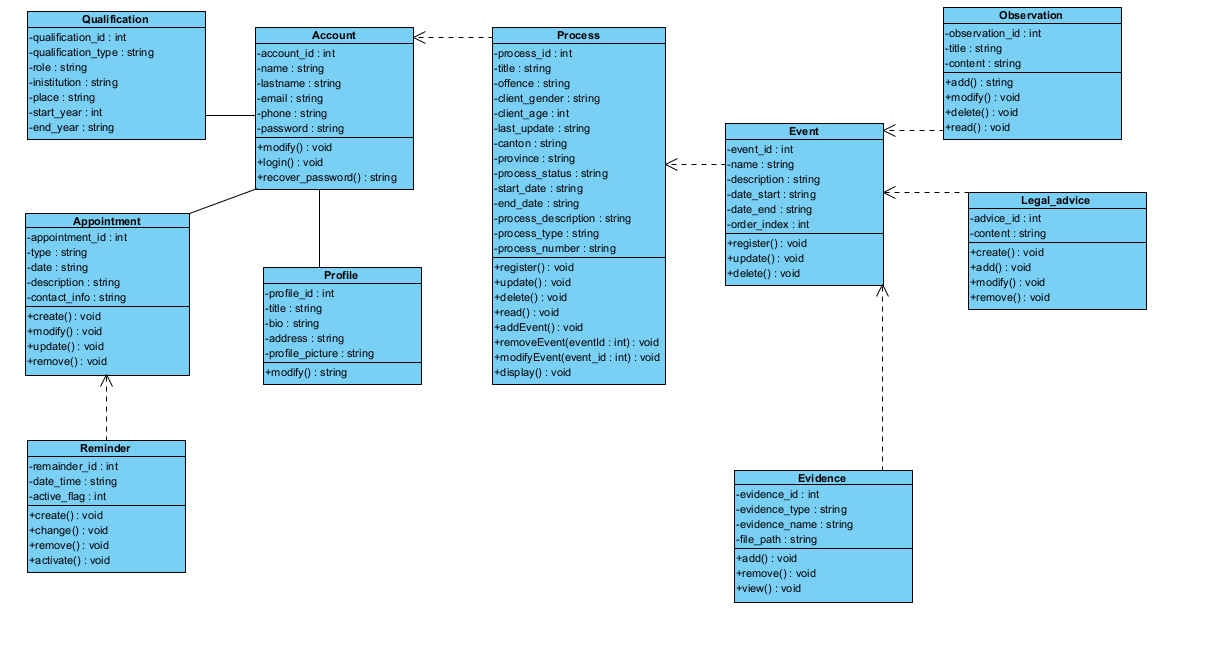 Qualification
-qualification_id : int
-qualification_type : string
-role : string
-inistitution : string
-place : string
-start_year : int
-end_year : string
Account
-account_id : int
-name : string
-lastname : string
-email : string
-phone : string
-password : string
+modify() : void
+login() : void
+recover_password() : string
Process
-process_id : int
-title : string
-offence : string
-client_gender : string
-client_age : int
-last_update : string
-canton : string
-province : string
-process_status : string
-start_date : string
-end_date : string
-process_description : string
-process_type : string
-process_number : string
+register() : void
+update() : void
+delete() : void
+read() : void
+addEvent() : void
+removeEvent(eventId : int) : void
+modifyEvent(event_id : int) : void
+display() : void
Observation
-observation_id : int
-title : string
-content : string
+add() : string
+modify() : void
+delete() : void
+read() : void
Event
-event_id : int
-name : string
-description : string
-date_start : string
-date_end : string
-order_index : int
+register() : void
+update() : void
+delete() : void
Legal_advice
-advice_id : int
-content : string
+create() : void
+add() : void
+modify() : void
+remove() : void
Appointment
-appointment_id : int
-type : string
-date : string
-description : string
-contact_info : string
+create() : void
+modify() : void
+update() : void
+remove() : void
Profile
-profile_id : int
-title : string
-bio : string
-address : string
-profile_picture : string
+modify() : string
Reminder
-remainder_id : int
-date_time : string
-active_flag : int
+create() : void
+change() : void
+remove() : void
+activate() : void
Evidence
-evidence_id : int
-evidence_type : string
-evidence_name : string
-file_path : string
+add() : void
+remove() : void
+view() : void